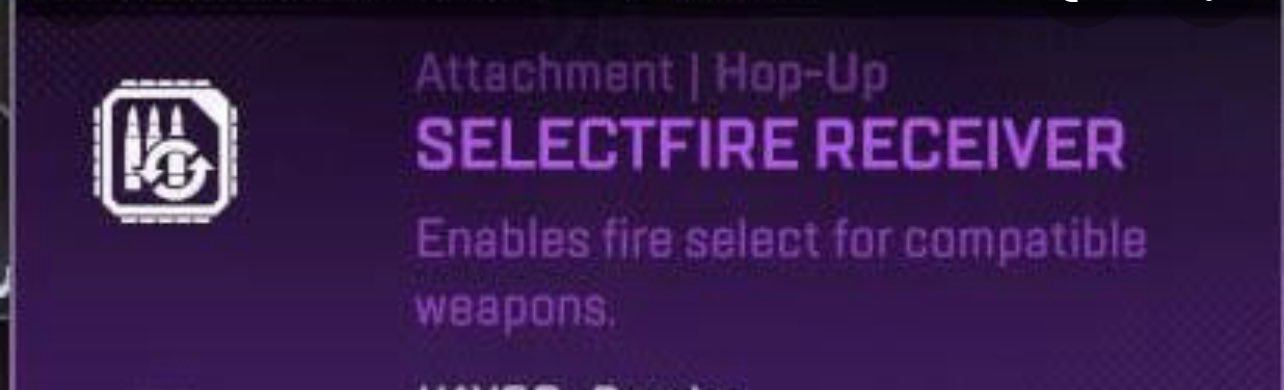 Attachment | Hop-Up
SELECTFIRE RECEIVER
Enables fire select for compatible
weapons.